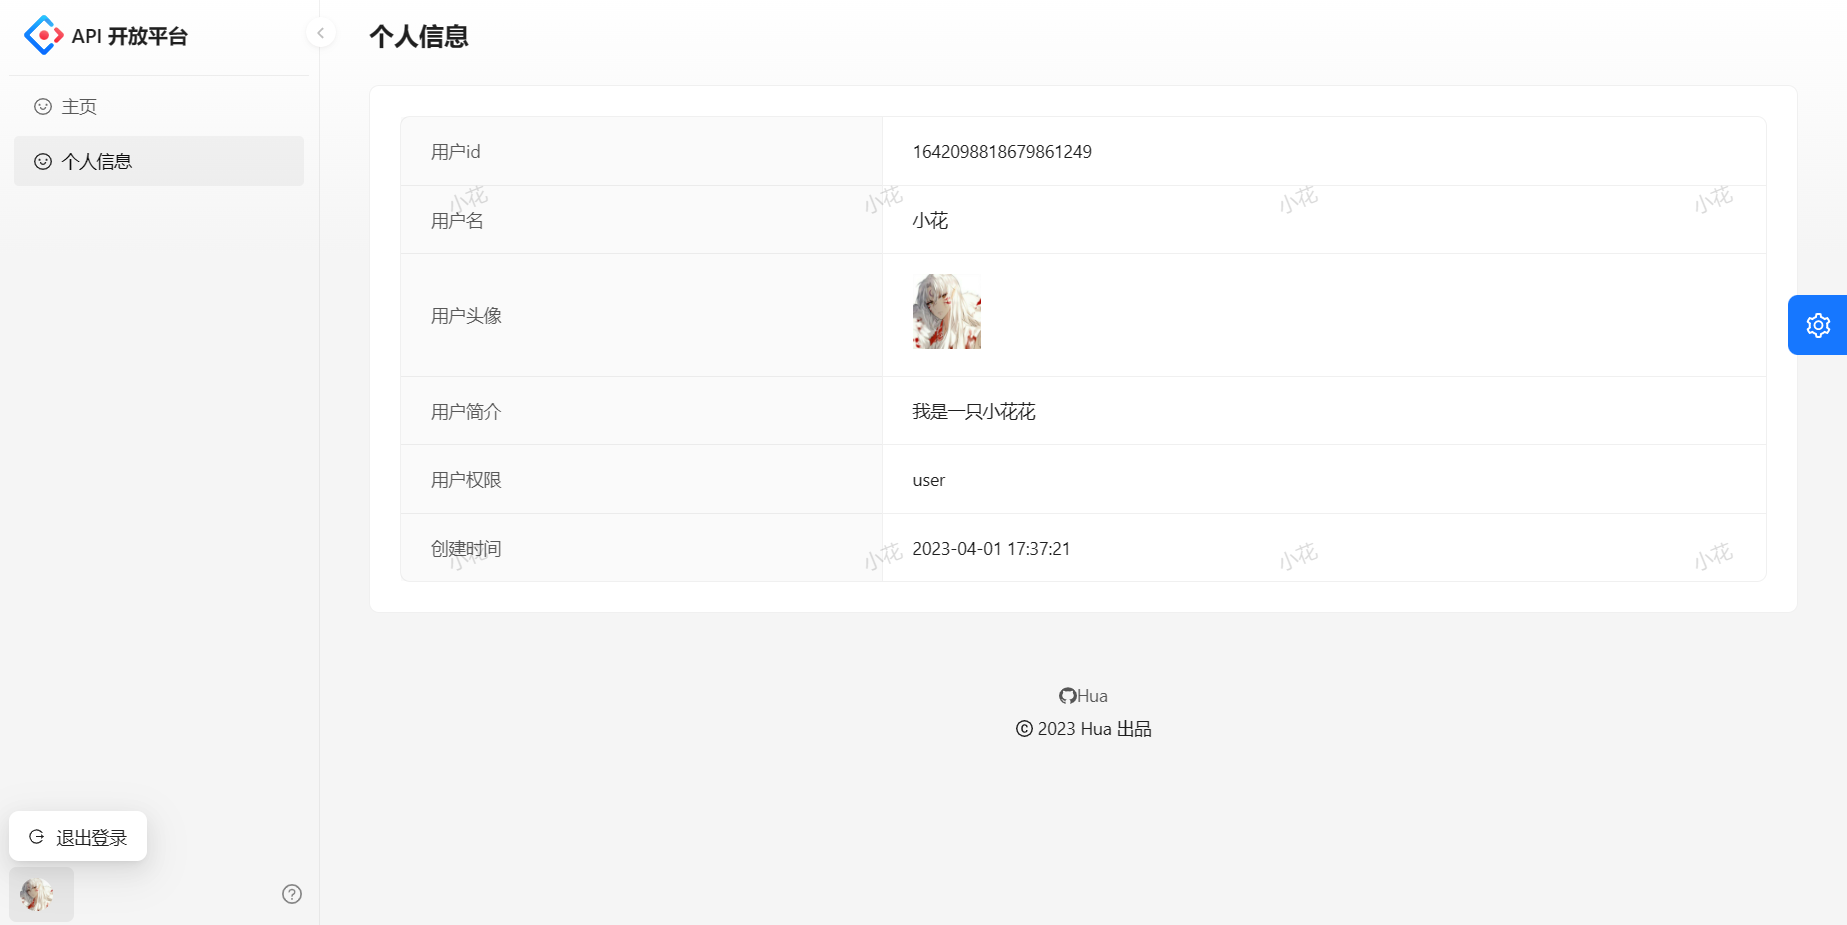 API 开放平台
主页
个人信息
个人信息
用户id
1642098818679861249
小花 小花 小花 小花
用户名
小花
用户头像
用户简介
我是一只小花花
用户权限
user
创建时间
2023-04-01 17:37:21
小花 小花 小花 小花
Hua
© 2023 Hua 出品
退出登录